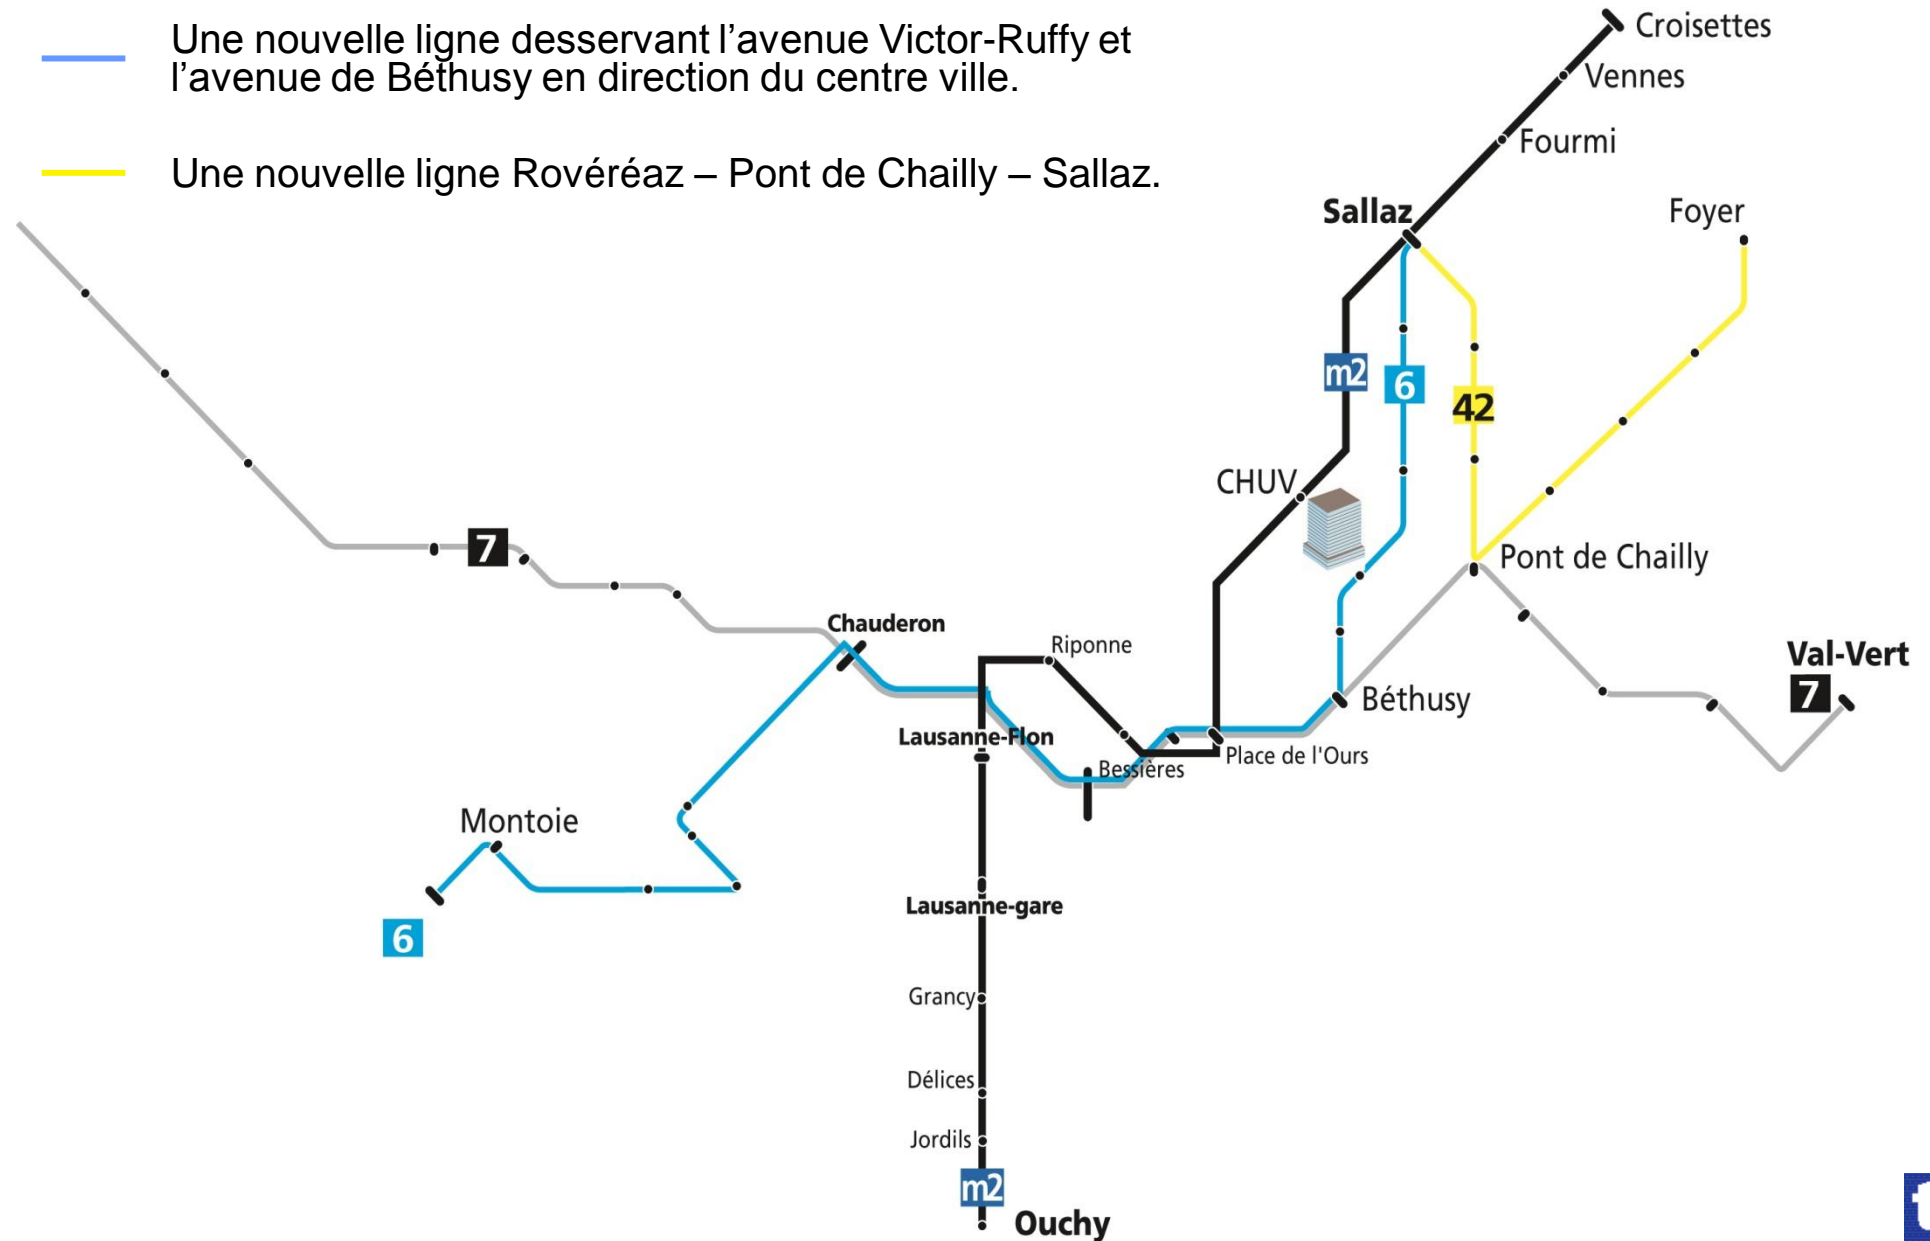 Une nouvelle ligne desservant l’avenue Victor-Ruffy et
l’avenue de Béthusy en direction du centre ville.
Une nouvelle ligne Rovéréaz – Pont de Chailly – Sallaz.
Croisettes
Vennes
Fourmi
Sallaz
Foyer
m2
6
42
CHUV
7
Pont de Chailly
Chauderon
Riponne
Val-Vert
7
Béthusy
Lausanne-Flon
Bessières
Place de l'Ours
Montoie
6
Lausanne-gare
Grancy
Délices
Jordils
m2
Ouchy